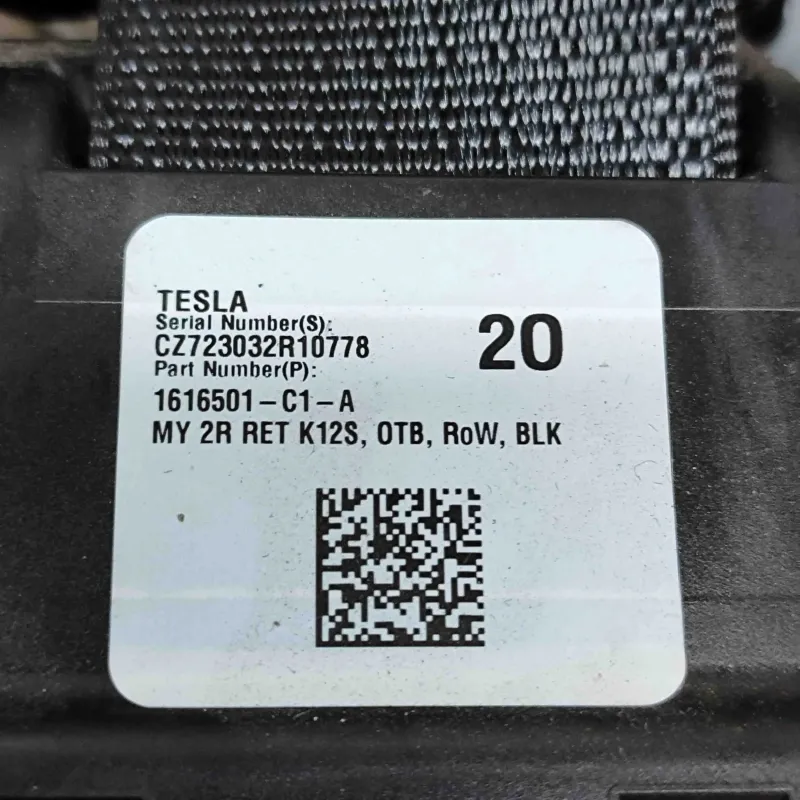 TESLA
Serial Number(S):
CZ723032R10778
20
Part Number(P):
1616501-C1-A
MY 2R RET K12S, OTB, RoW, BLK